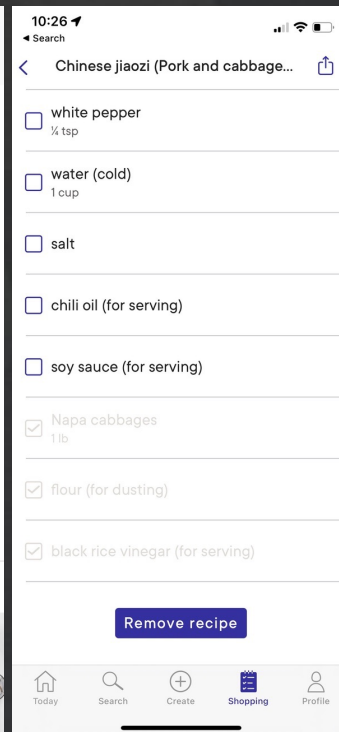 10:26
◀ Search
Chinese jiaozi (Pork and cabbage...
white pepper
¼ tsp
water (cold)
1 cup
salt
chili oil (for serving)
soy sauce (for serving)
Napa cabbages
1 lb
flour (for dusting)
black rice vinegar (for serving)
Remove recipe
Today
Search
Create
Shopping
Profile